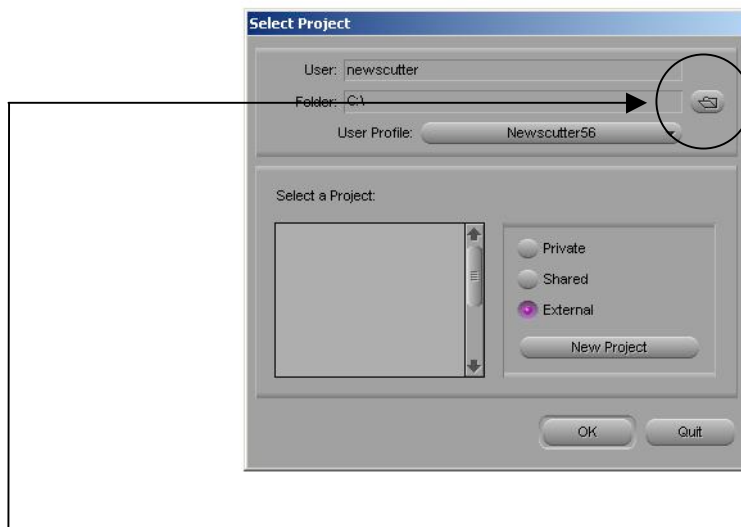 Select Project
User: newscutter
Folder: C:\
User Profile: Newscutter56
Select a Project:
Private
Shared
External
New Project
OK Quit